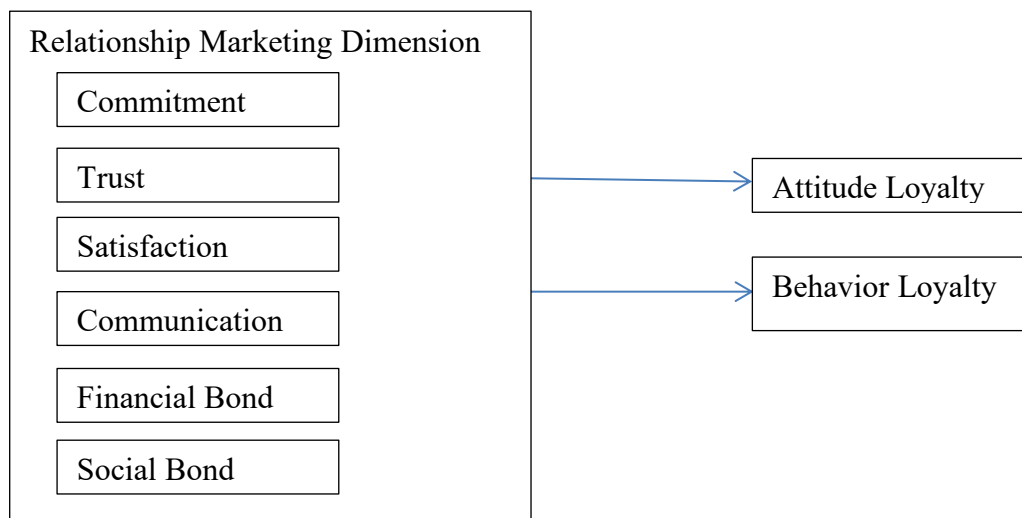 Relationship Marketing Dimension
Commitment
Trust
Satisfaction
Communication
Financial Bond
Social Bond
Attitude Loyalty
Behavior Loyalty